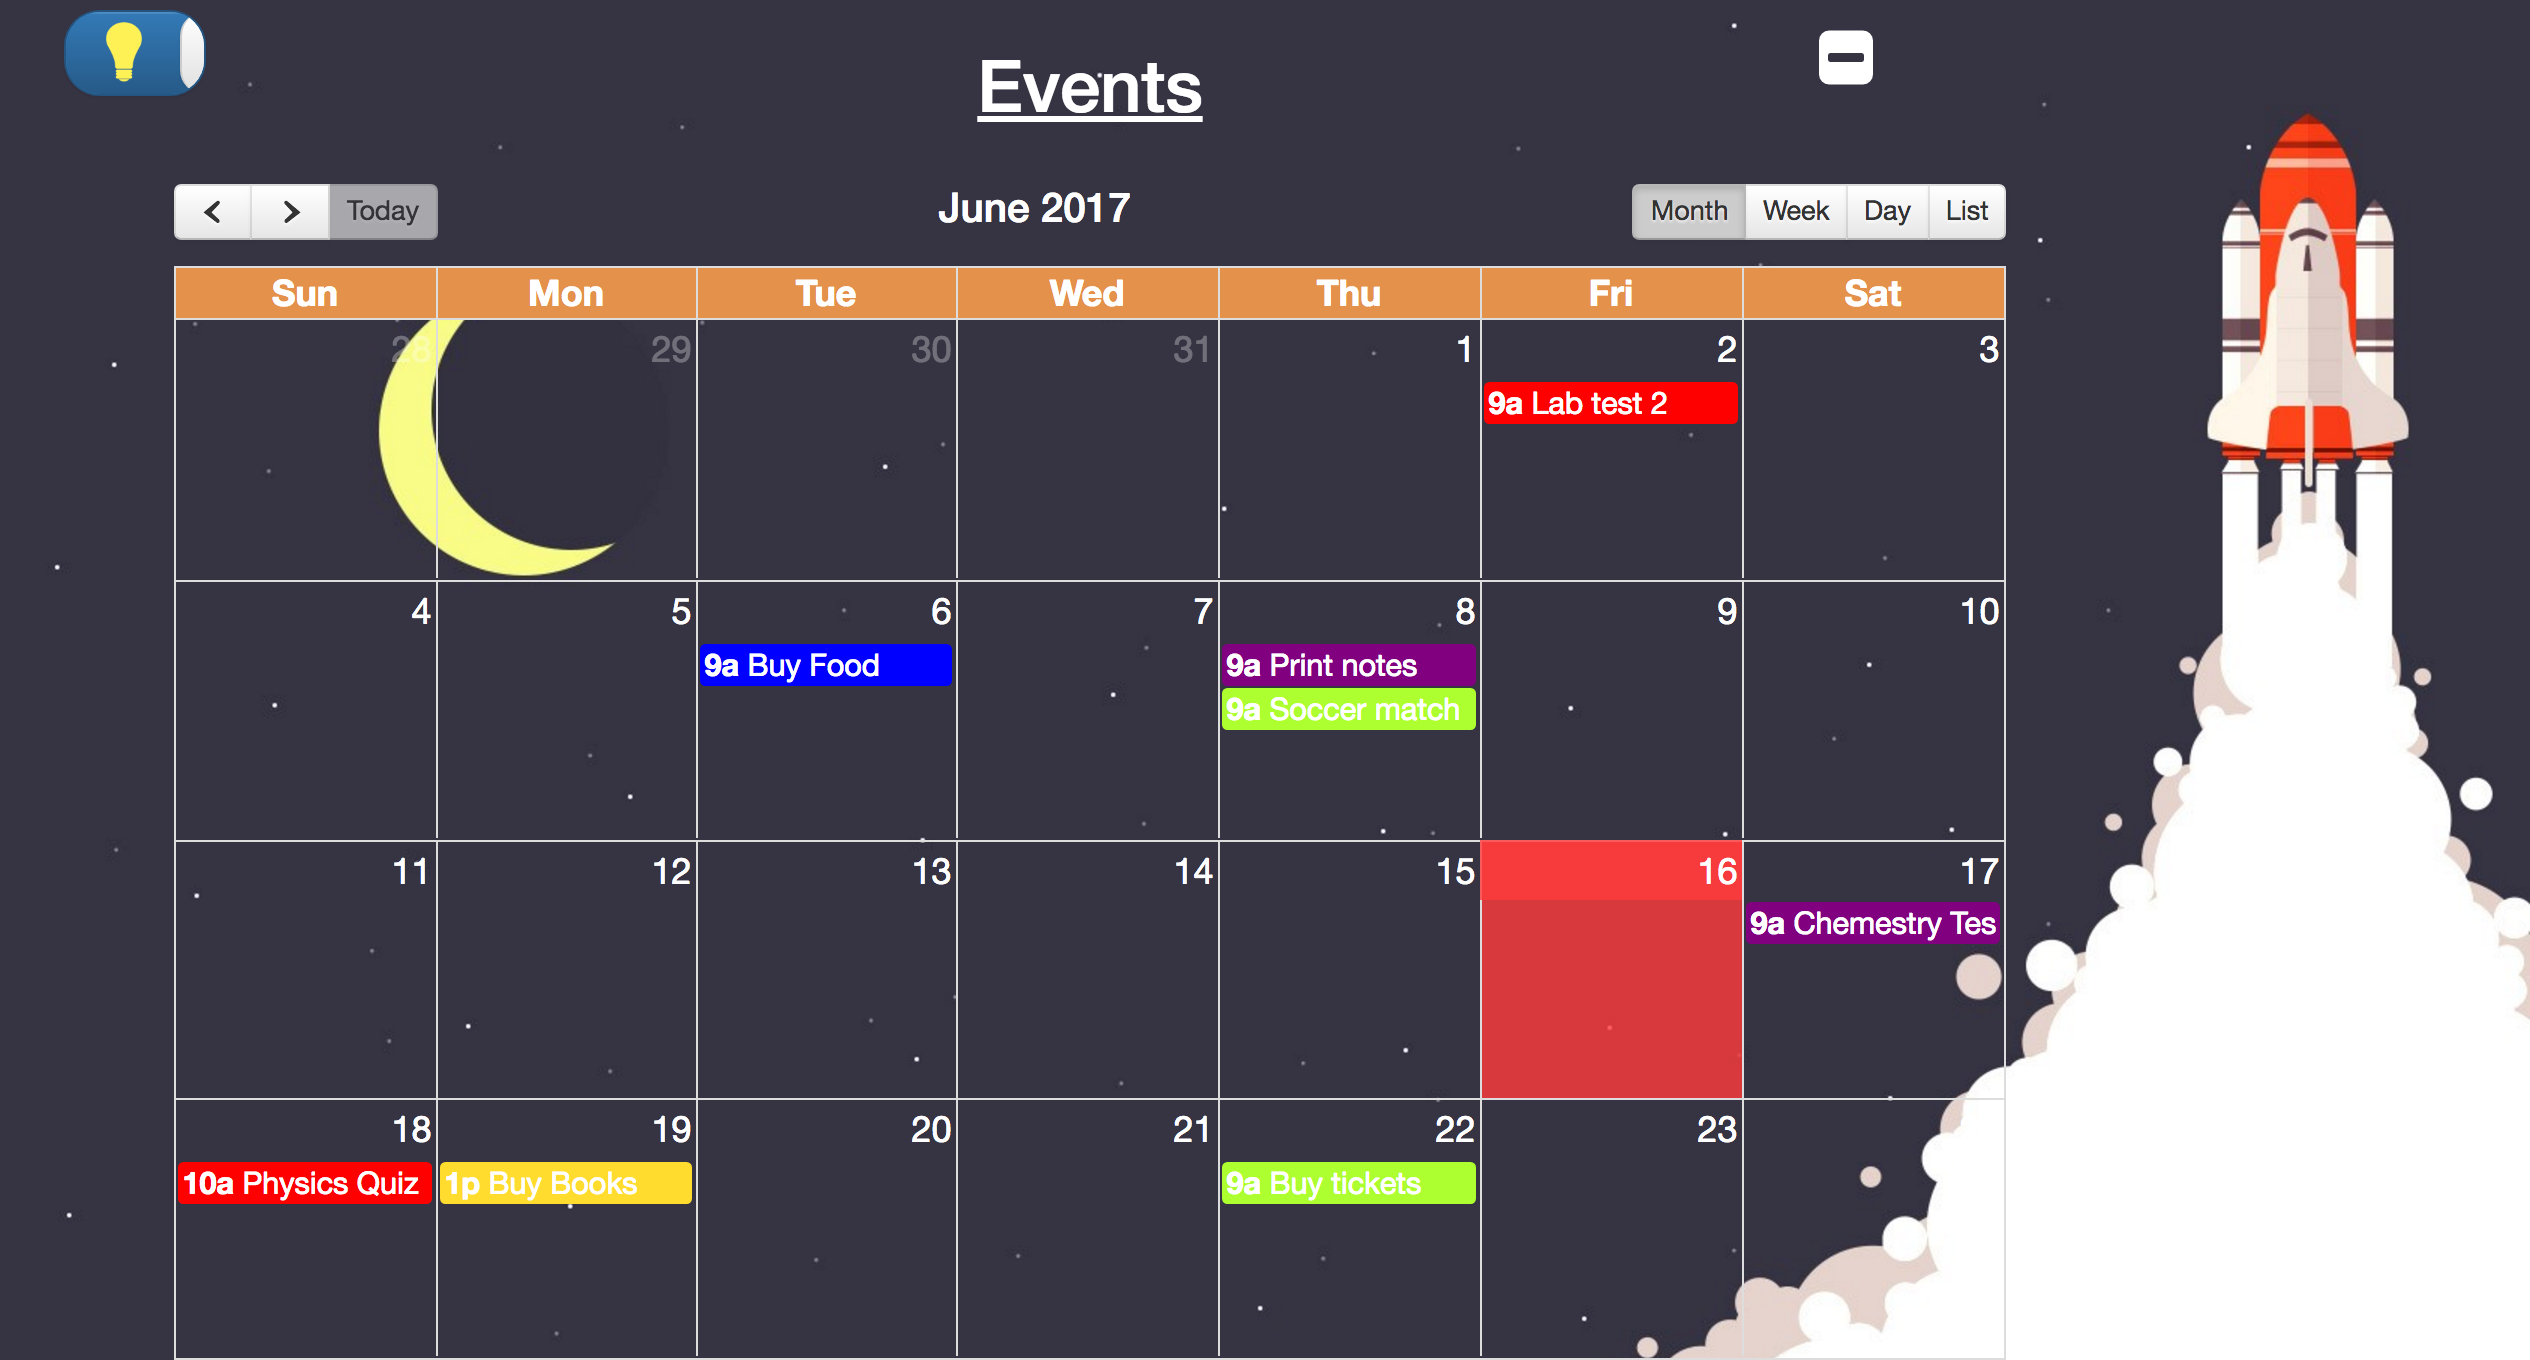 Events
Today
June 2017
Month Week Day List
Sun Mon Tue Wed Thu Fri Sat
28 29 30 31 1 2 3
9a Lab test 2
4 5 6 7 8 9 10
9a Buy Food 9a Print notes
9a Soccer match
11 12 13 14 15 16 17
9a Chemestry Tes
18 19 20 21 22 23
10a Physics Quiz 1p Buy Books 9a Buy tickets